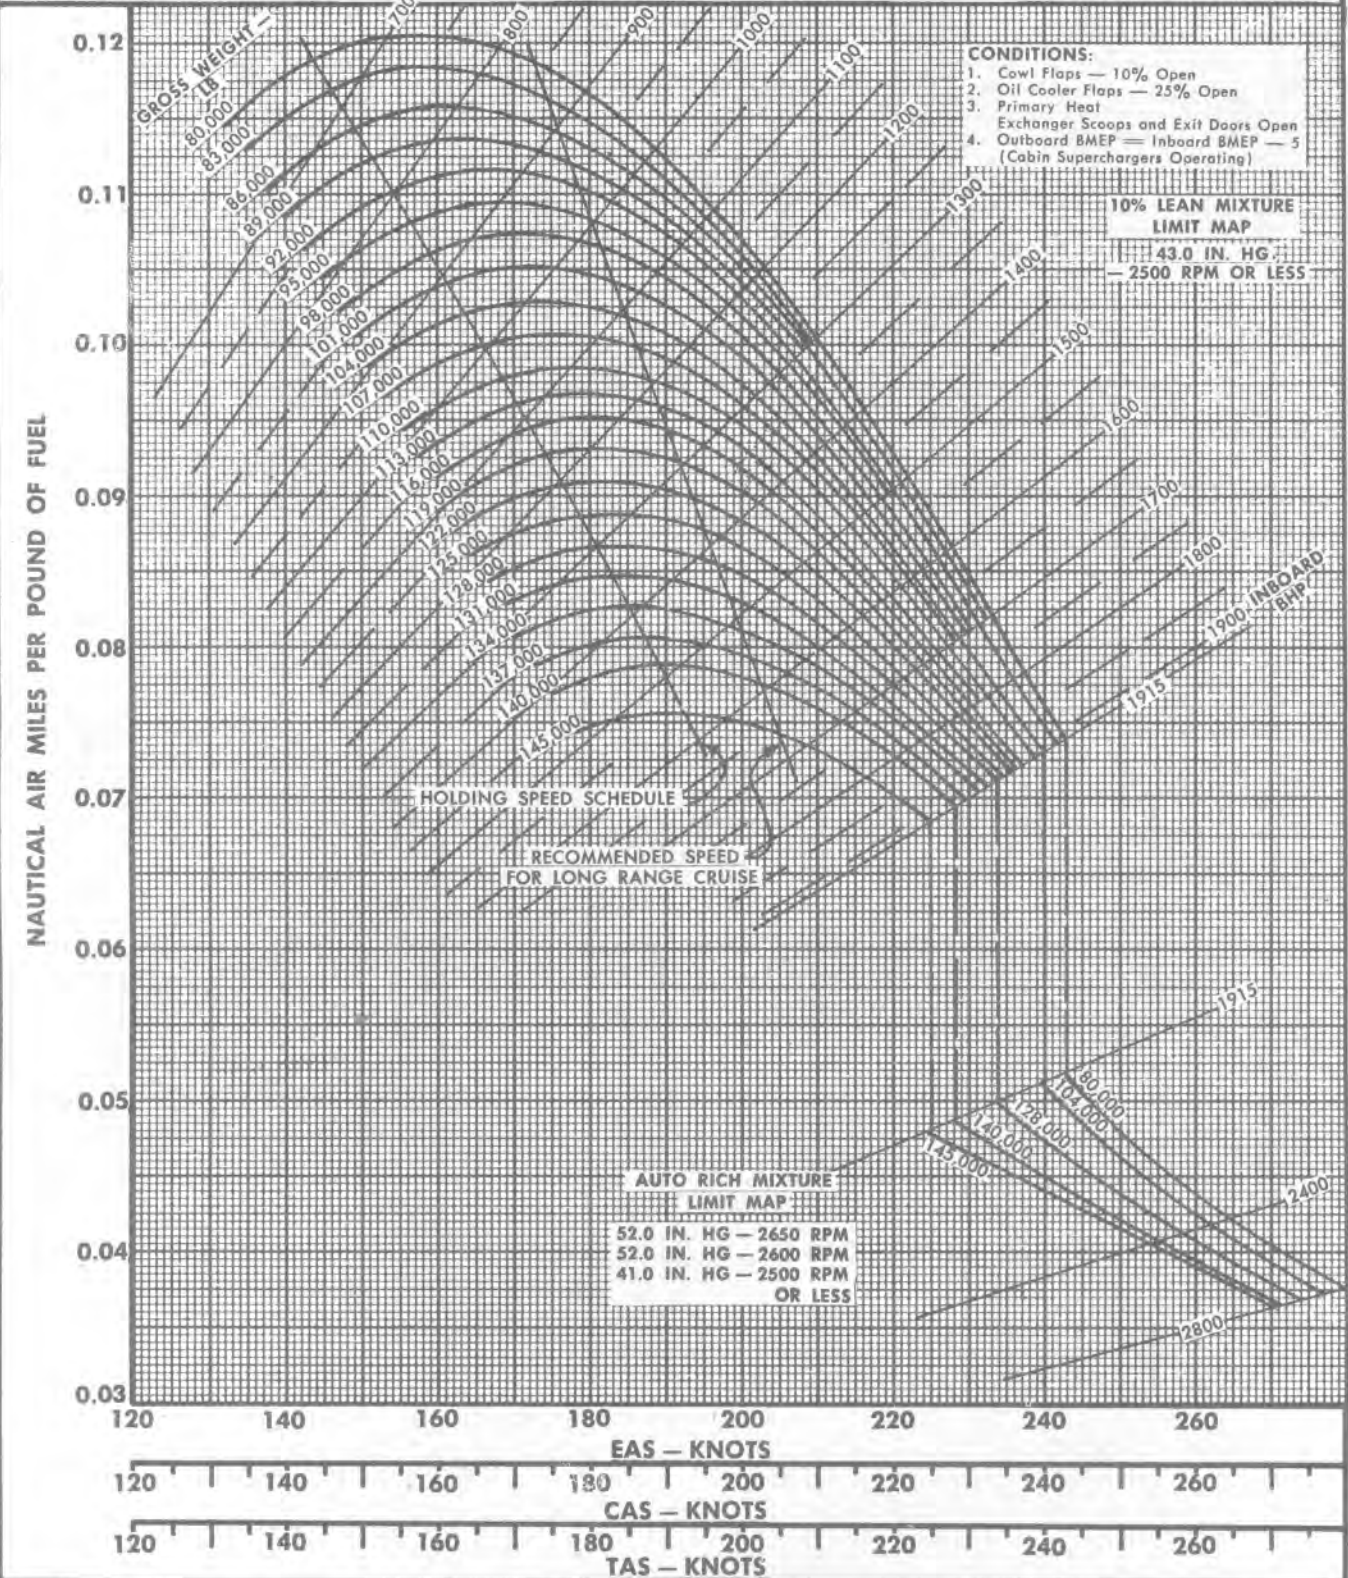 GROSS WEIGHT —
LB
700
800
900
1000
1100
1200
1300
1400
1500
1600
1700
1800
1900 INBOARD
BHP
1915
CONDITIONS:
1. Cowl Flaps — 10% Open
2. Oil Cooler Flaps — 25% Open
3. Primary Heat
Exchanger Scoops and Exit Doors Open
4. Outboard BMEP = Inboard BMEP — 5
(Cabin Superchargers Operating)
10% LEAN MIXTURE
LIMIT MAP
43.0 IN. HG.
— 2500 RPM OR LESS
80,000
83,000
86,000
89,000
92,000
95,000
98,000
101,000
104,000
107,000
110,000
113,000
116,000
119,000
122,000
125,000
128,000
131,000
134,000
137,000
140,000
145,000
HOLDING SPEED SCHEDULE
RECOMMENDED SPEED
FOR LONG RANGE CRUISE
NAUTICAL AIR MILES PER POUND OF FUEL
0.12
0.11
0.10
0.09
0.08
0.07
0.06
0.05
0.04
0.03
1915
80,000
104,000
128,000
140,000
145,000
2400
2800
AUTO RICH MIXTURE
LIMIT MAP
52.0 IN. HG — 2650 RPM
52.0 IN. HG — 2600 RPM
41.0 IN. HG — 2500 RPM
OR LESS
120 140 160 180 200 220 240 260
EAS — KNOTS
120 140 160 180 200 220 240 260
CAS — KNOTS
120 140 160 180 200 220 240 260
TAS — KNOTS